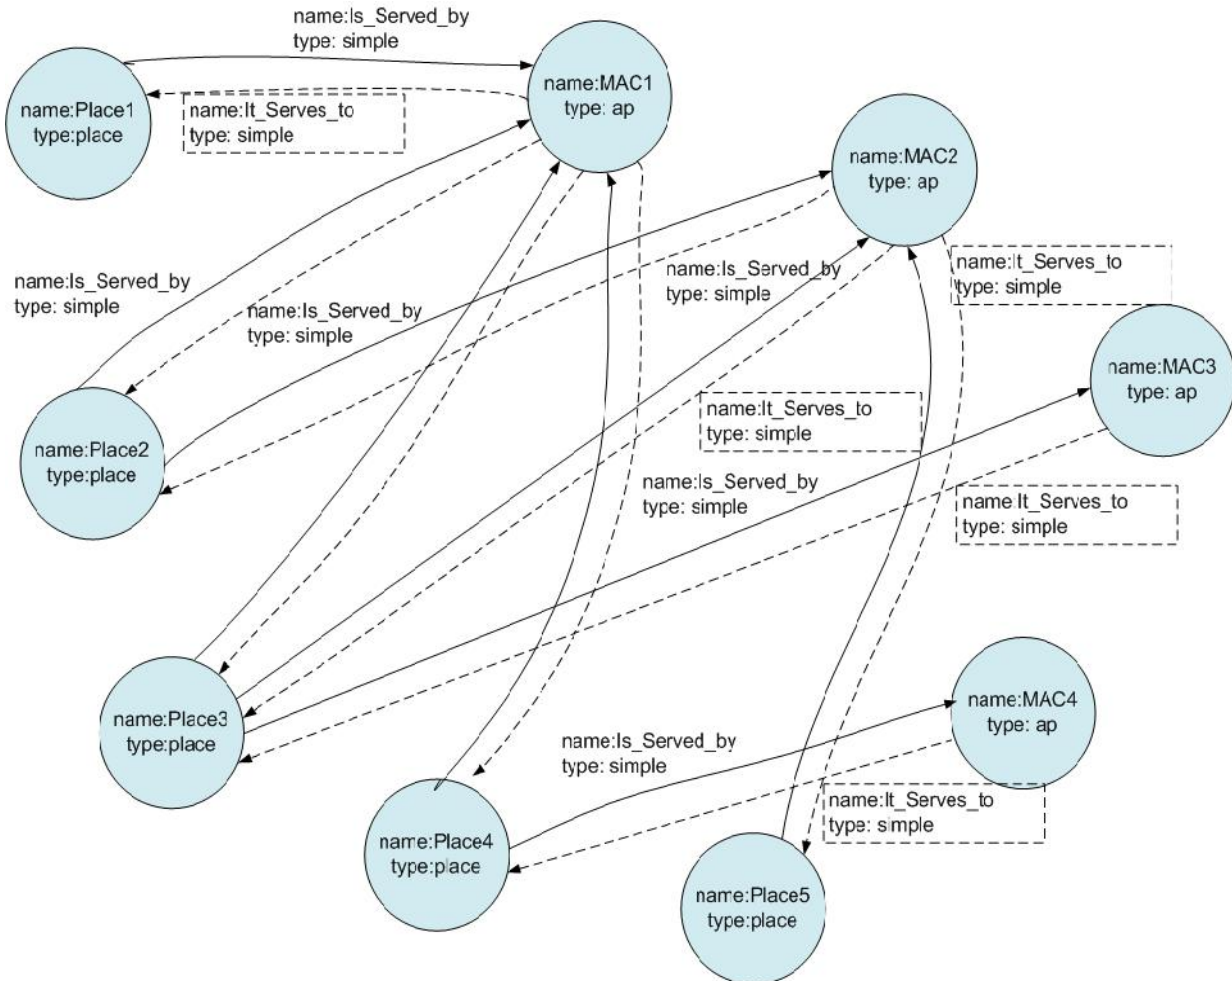 name:Is_Served_by
type: simple
name:Place1
type:place
name:It_Serves_to
type: simple
name:MAC1
type: ap
name:MAC2
type: ap
name:Is_Served_by
type: simple
name:Is_Served_by
type: simple
name:Is_Served_by
type: simple
name:It_Serves_to
type: simple
name:MAC3
type: ap
name:Place2
type:place
name:It_Serves_to
type: simple
name:Is_Served_by
type: simple
name:It_Serves_to
type: simple
name:Place3
type:place
name:MAC4
type: ap
name:Is_Served_by
type: simple
name:It_Serves_to
type: simple
name:Place4
type:place
name:Place5
type:place